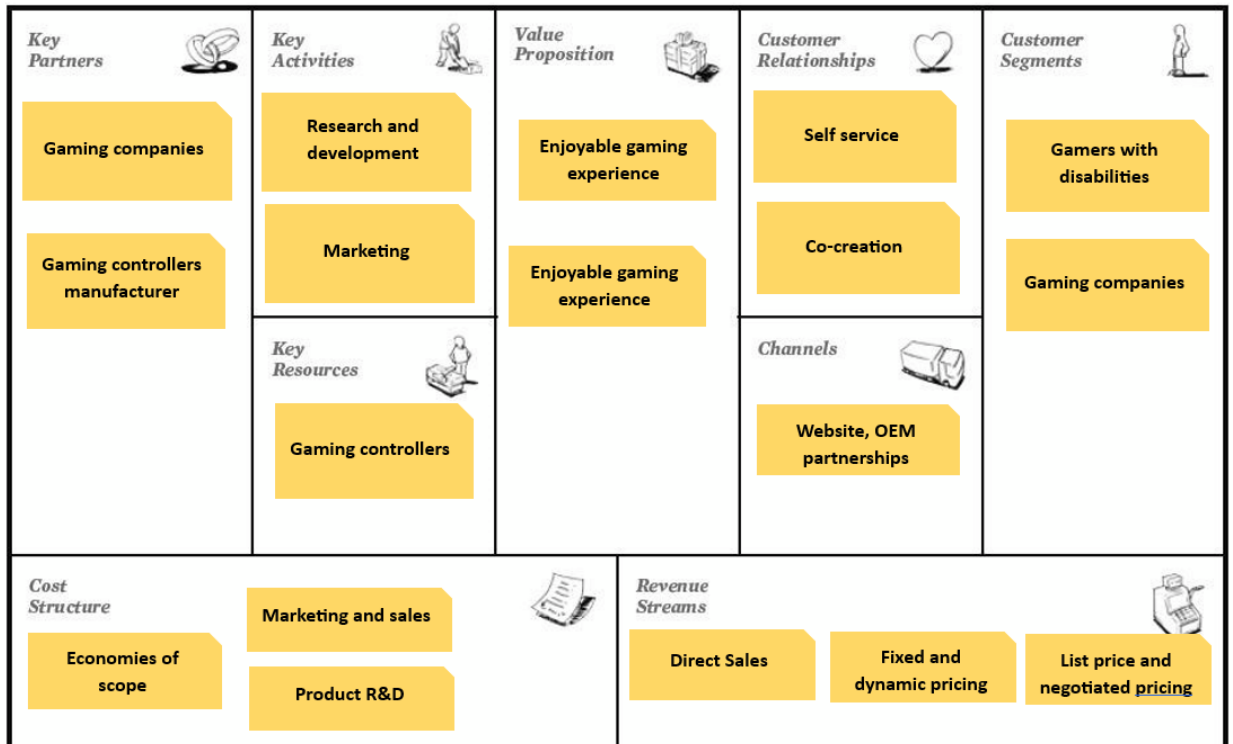 Key
Partners
Gaming companies
Gaming controllers
manufacturer
Key
Activities
Research and
development
Marketing
Key
Resources
Gaming controllers
Value
Proposition
Enjoyable gaming
experience
Enjoyable gaming
experience
Customer
Relationships
Self service
Co-creation
Channels
Website, OEM
partnerships
Customer
Segments
Gamers with
disabilities
Gaming companies
Cost
Structure
Economies of
scope
Marketing and sales
Product R&D
Revenue
Streams
Direct Sales
Fixed and
dynamic pricing
List price and
negotiated pricing